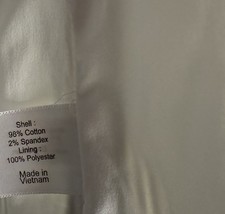 Shell :
98% Cotton
2% Spandex
Lining :
100% Polyester
Made in
Vietnam